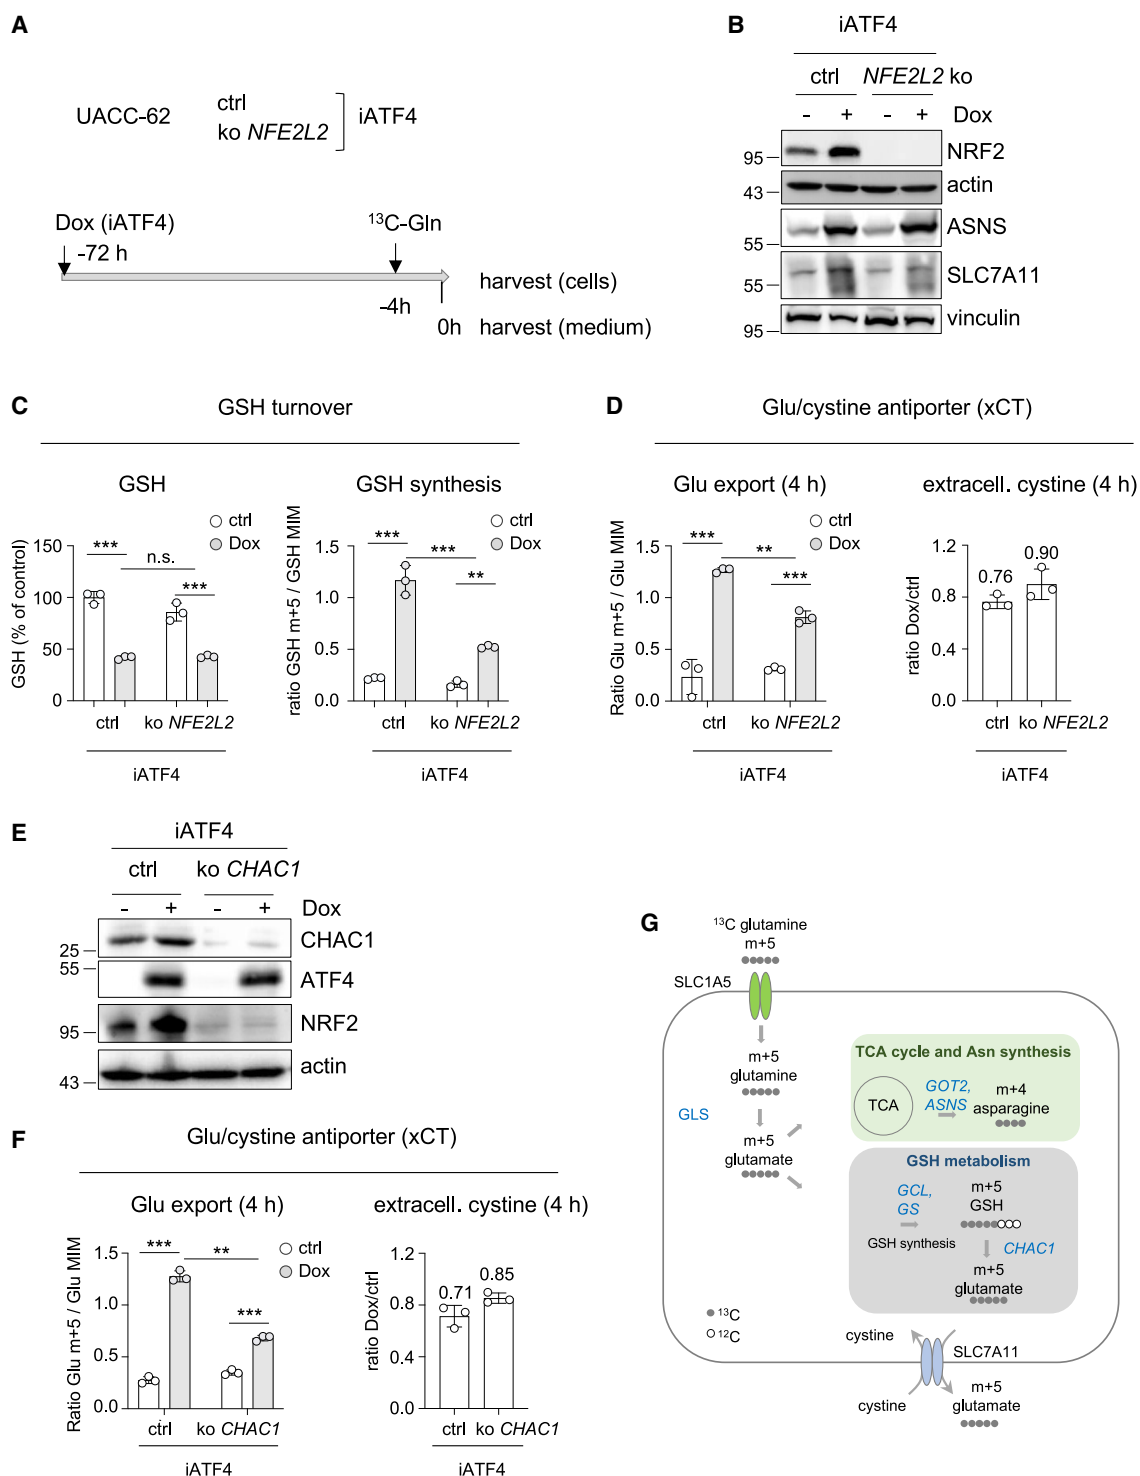 A
UACC-62
ctrl
ko NFE2L2
iATF4
Dox (iATF4)
-72 h
13C-Gln
-4h
0h
harvest (cells)
harvest (medium)
B
iATF4
ctrl NFE2L2 ko
- + - + Dox
95 NRF2
43 actin
55 ASNS
55 SLC7A11
95 vinculin
C
GSH turnover
GSH
ctrl
Dox
GSH (% of control)
150
100
50
0
***
n.s.
***
ctrl ko NFE2L2
iATF4
GSH synthesis
ctrl
Dox
ratio GSH m+5 / GSH MIM
1.5
1.0
0.5
0.0
***
***
**
ctrl ko NFE2L2
iATF4
D
Glu/cystine antiporter (xCT)
Glu export (4 h)
ctrl
Dox
Ratio Glu m+5 / Glu MIM
1.5
1.0
0.5
0.0
***
**
***
ctrl ko NFE2L2
iATF4
extracell. cystine (4 h)
ratio Dox/ctrl
1.2
0.8
0.4
0.0
0.76
0.90
ctrl ko NFE2L2
iATF4
E
iATF4
ctrl ko CHAC1
- + - + Dox
25 CHAC1
55 ATF4
95 NRF2
43 actin
F
Glu/cystine antiporter (xCT)
Glu export (4 h)
ctrl
Dox
Ratio Glu m+5 / Glu MIM
1.5
1.0
0.5
0.0
***
**
***
ctrl ko CHAC1
iATF4
extracell. cystine (4 h)
ratio Dox/ctrl
1.2
0.8
0.4
0.0
0.71
0.85
ctrl ko CHAC1
iATF4
G
13C glutamine
m+5
SLC1A5
m+5
glutamine
GLS
m+5
glutamate
TCA cycle and Asn synthesis
TCA
GOT2,
ASNS
m+4
asparagine
GSH metabolism
GCL,
GS
GSH synthesis
m+5
GSH
CHAC1
m+5
glutamate
13C
12C
cystine
SLC7A11
cystine
m+5
glutamate